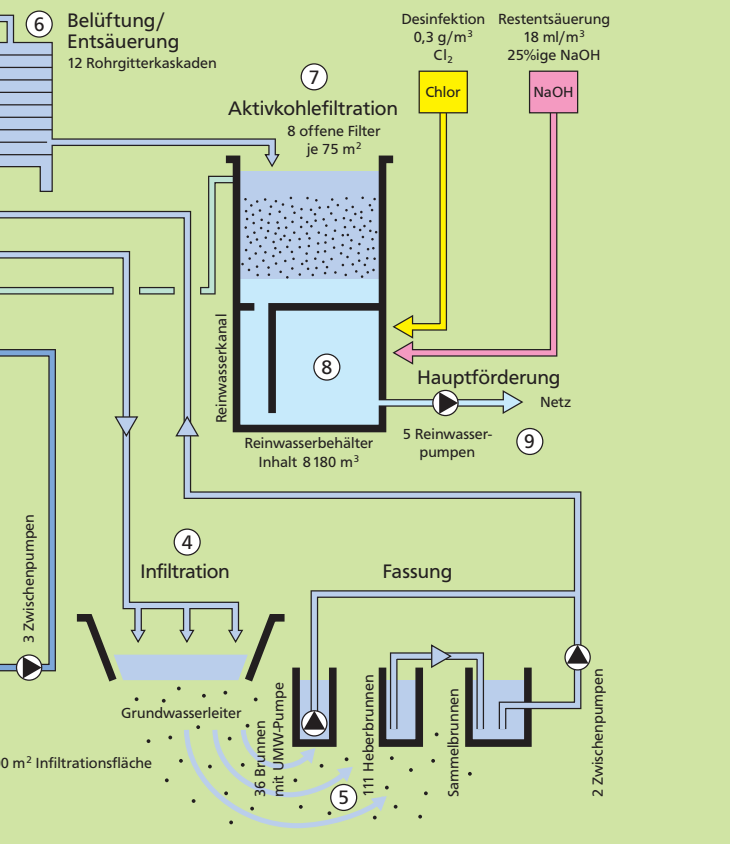 6
Belüftung/
Entsäuerung
12 Rohrgitterkaskaden
7
Aktivkohlefiltration
8 offene Filter
je 75 m²
Desinfektion
0,3 g/m³
Cl₂
Chlor
Restentsäuerung
18 ml/m³
25%ige NaOH
NaOH
Reinwasserkanal
8
Reinwasserbehälter
Inhalt 8180 m³
Hauptförderung
Netz
5 Reinwasser-
pumpen
9
3 Zwischenpumpen
4
Infiltration
Fassung
Grundwasserleiter
36 Brunnen
mit UMW-Pumpe
111 Heberbrunnen
Sammelbrunnen
2 Zwischenpumpen
0 m² Infiltrationsfläche
5